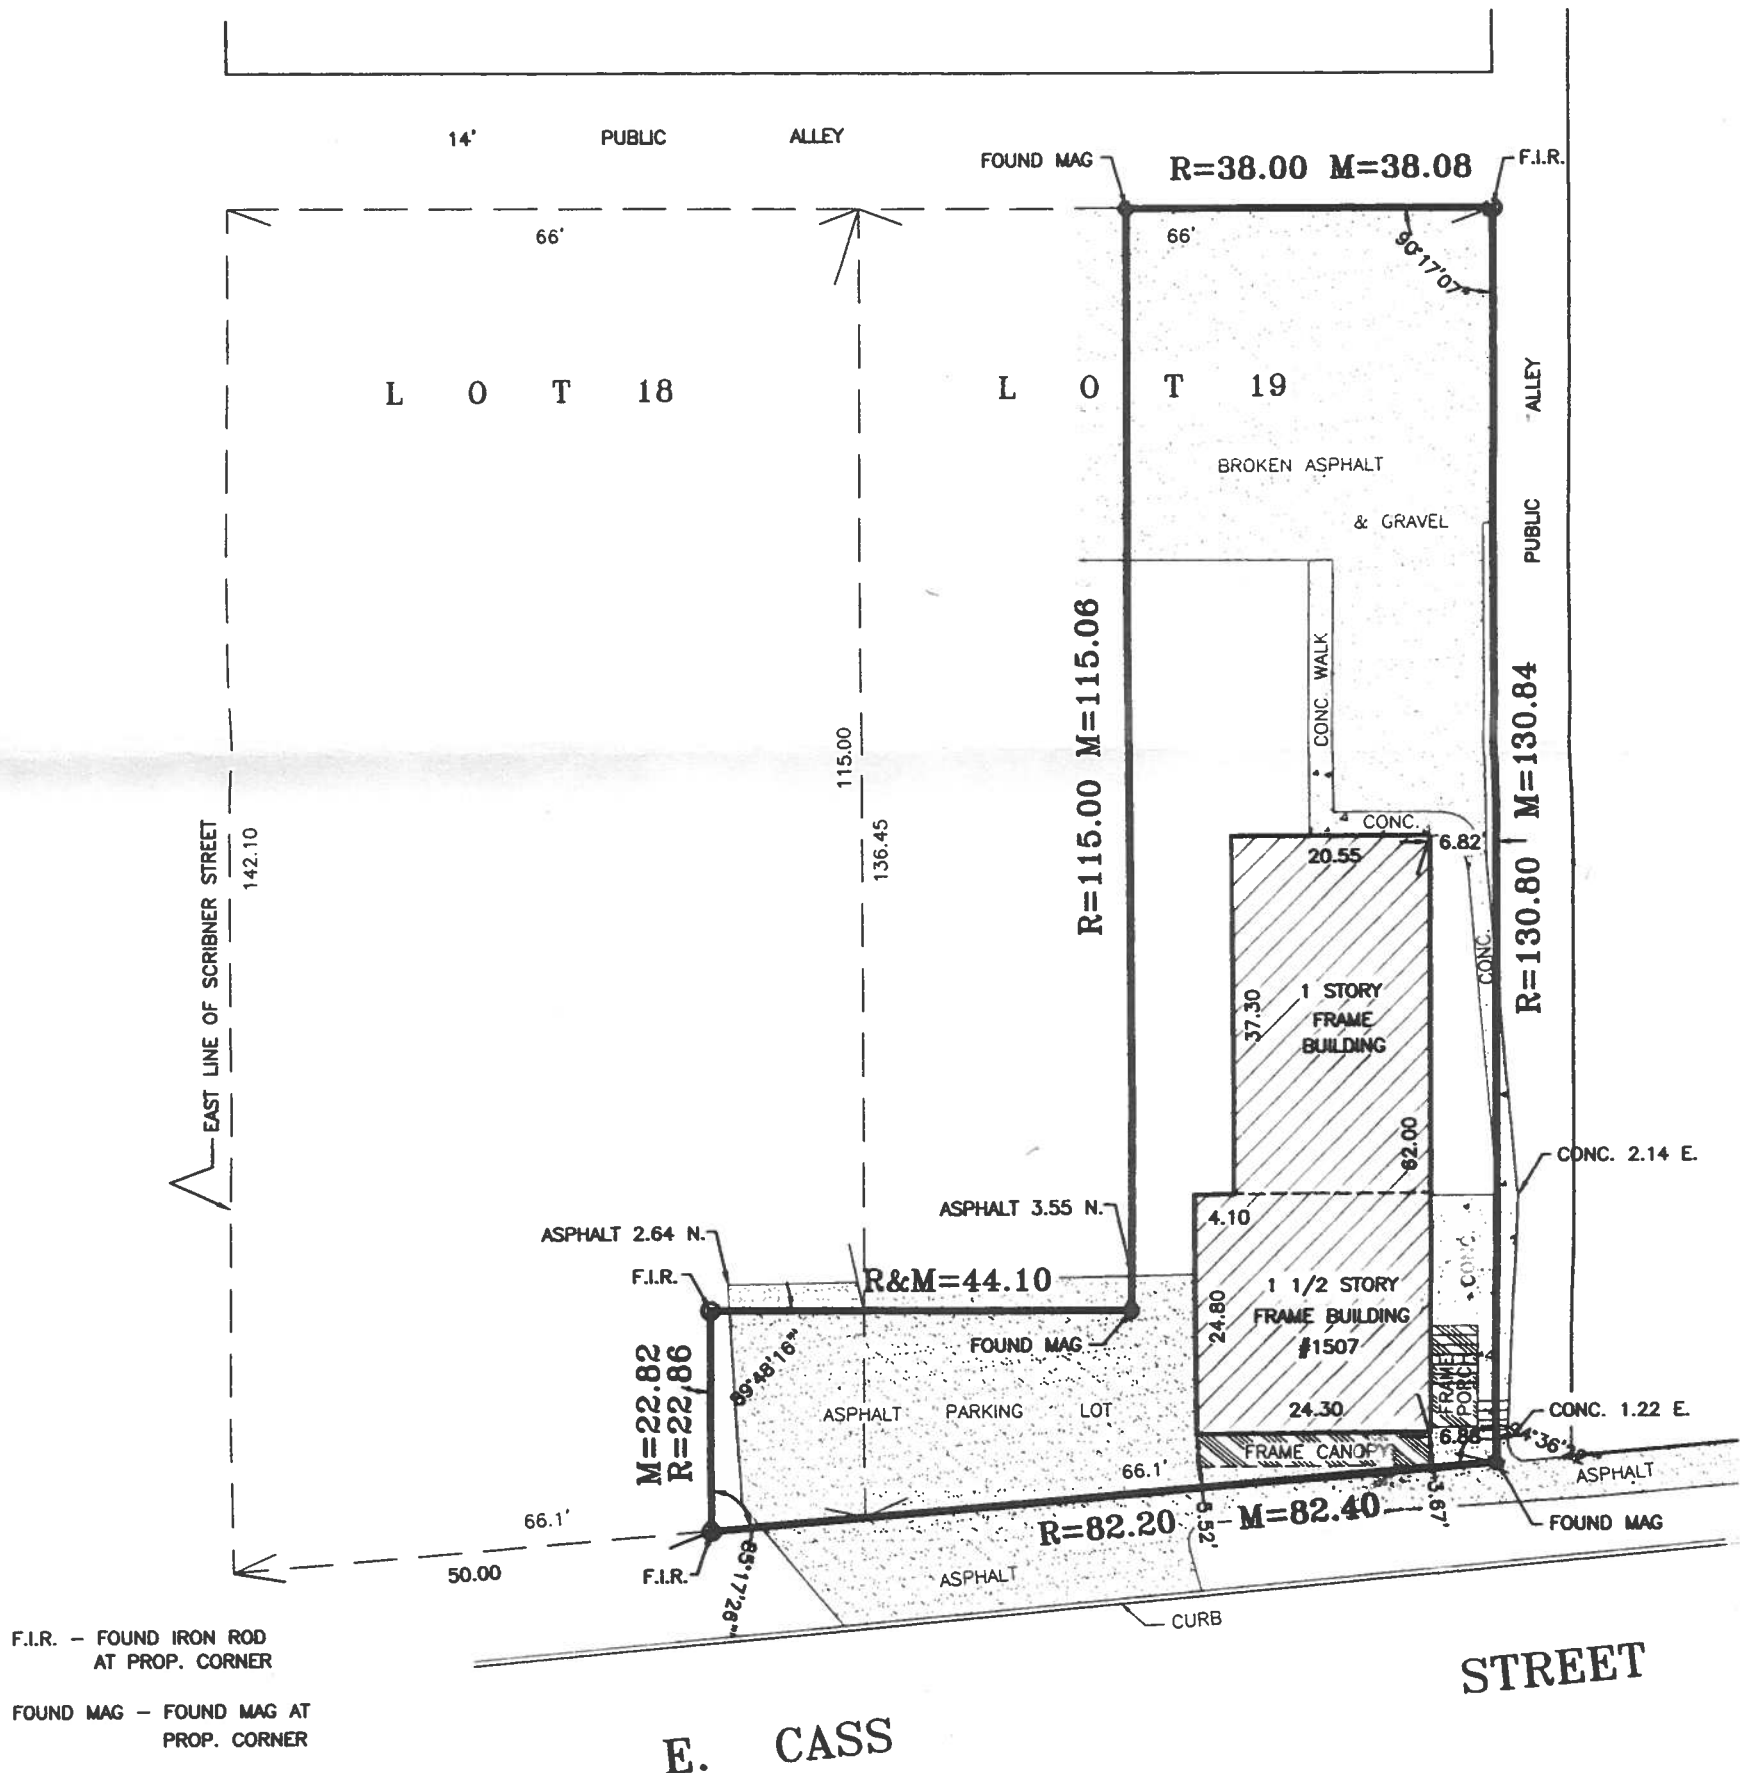 14' PUBLIC ALLEY
FOUND MAG
R=38.00 M=38.08
F.I.R.
66'
66'
90°17'07"
L O T 18
L O T 19
PUBLIC ALLEY
BROKEN ASPHALT
& GRAVEL
R=115.00 M=115.06
CONC. WALK
R=130.80 M=130.84
115.00
136.45
142.10
EAST LINE OF SCRIBNER STREET
CONC.
20.55
6.82'
CONC.
37.30
1 STORY
FRAME
BUILDING
62.00
CONC. 2.14 E.
ASPHALT 3.55 N.
4.10
ASPHALT 2.64 N.
CONC.
F.I.R.
R&M=44.10
24.80
1 1/2 STORY
FRAME BUILDING
#1507
FOUND MAG
M=22.82
R=22.86
89°48'16"
FRAME
PORCH
ASPHALT PARKING LOT
24.30
CONC. 1.22 E.
FRAME CANOPY
66.1'
ASPHALT
66.1'
R=82.20 M=82.40
5.52'
3.67'
FOUND MAG
50.00
F.I.R.
85°17'26"
ASPHALT
CURB
F.I.R. - FOUND IRON ROD
AT PROP. CORNER
FOUND MAG - FOUND MAG AT
PROP. CORNER
E. CASS STREET